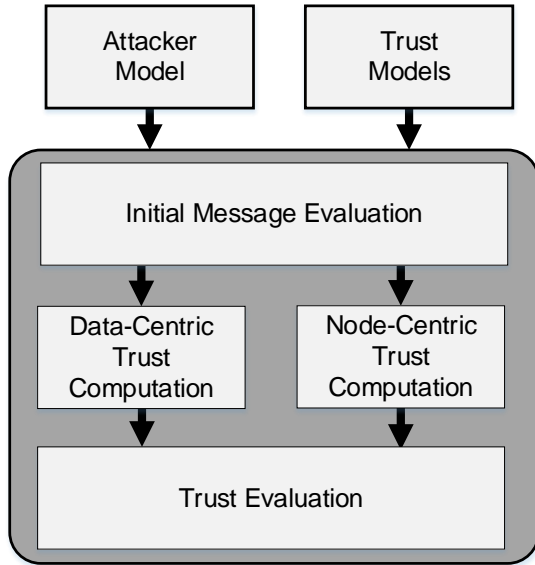 Attacker
Model
Trust
Models
Initial Message Evaluation
Data-Centric
Trust
Computation
Node-Centric
Trust
Computation
Trust Evaluation